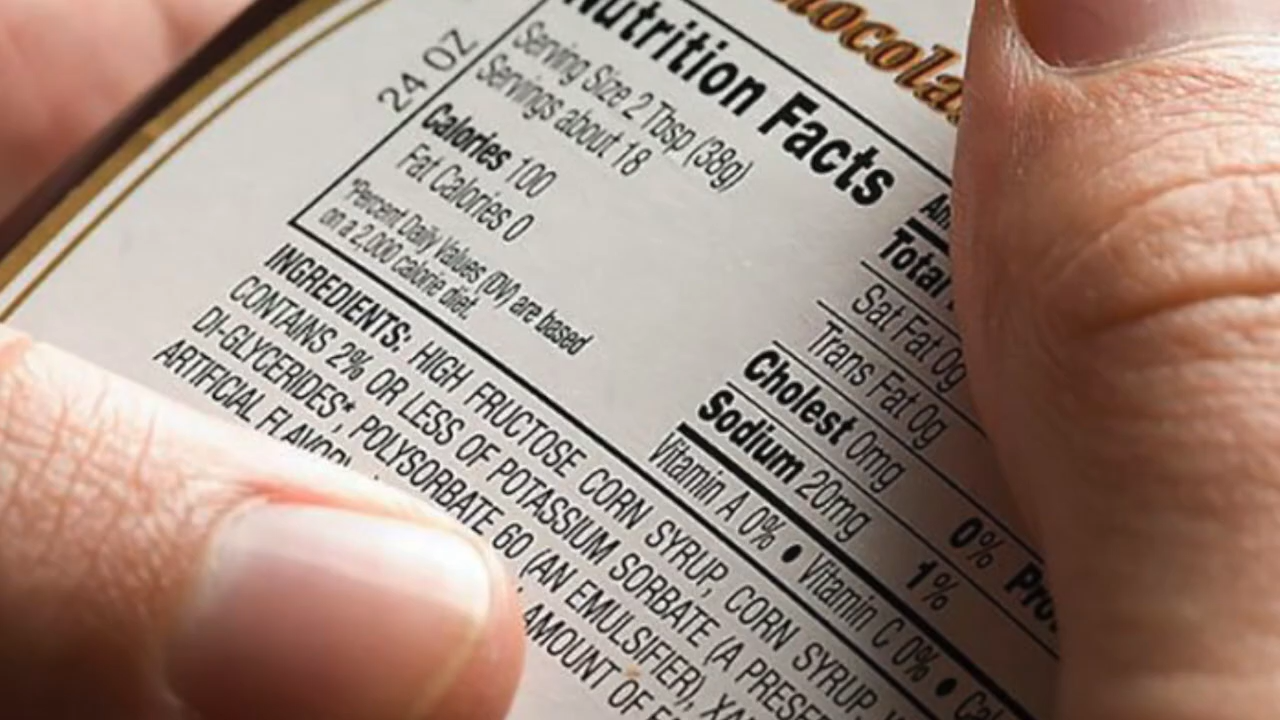 24 OZ
Nutrition Facts
Serving Size 2 Tbsp (38g)
Servings about 18
Calories 100
Fat Calories 0
*Percent Daily Values (DV) are based
on a 2,000 calorie diet.
Total
Sat Fat 0g
Trans Fat 0g
Cholest 0mg 0%
Sodium 20mg 1%
Vitamin A 0% • Vitamin C 0% •
INGREDIENTS: HIGH FRUCTOSE CORN SYRUP, CORN SYRUP,
CONTAINS 2% OR LESS OF POTASSIUM SORBATE (A
DI-GLYCERIDES*, POLYSORBATE 60 (AN EMULSIFIER),
ARTIFICIAL AMOUNT OF